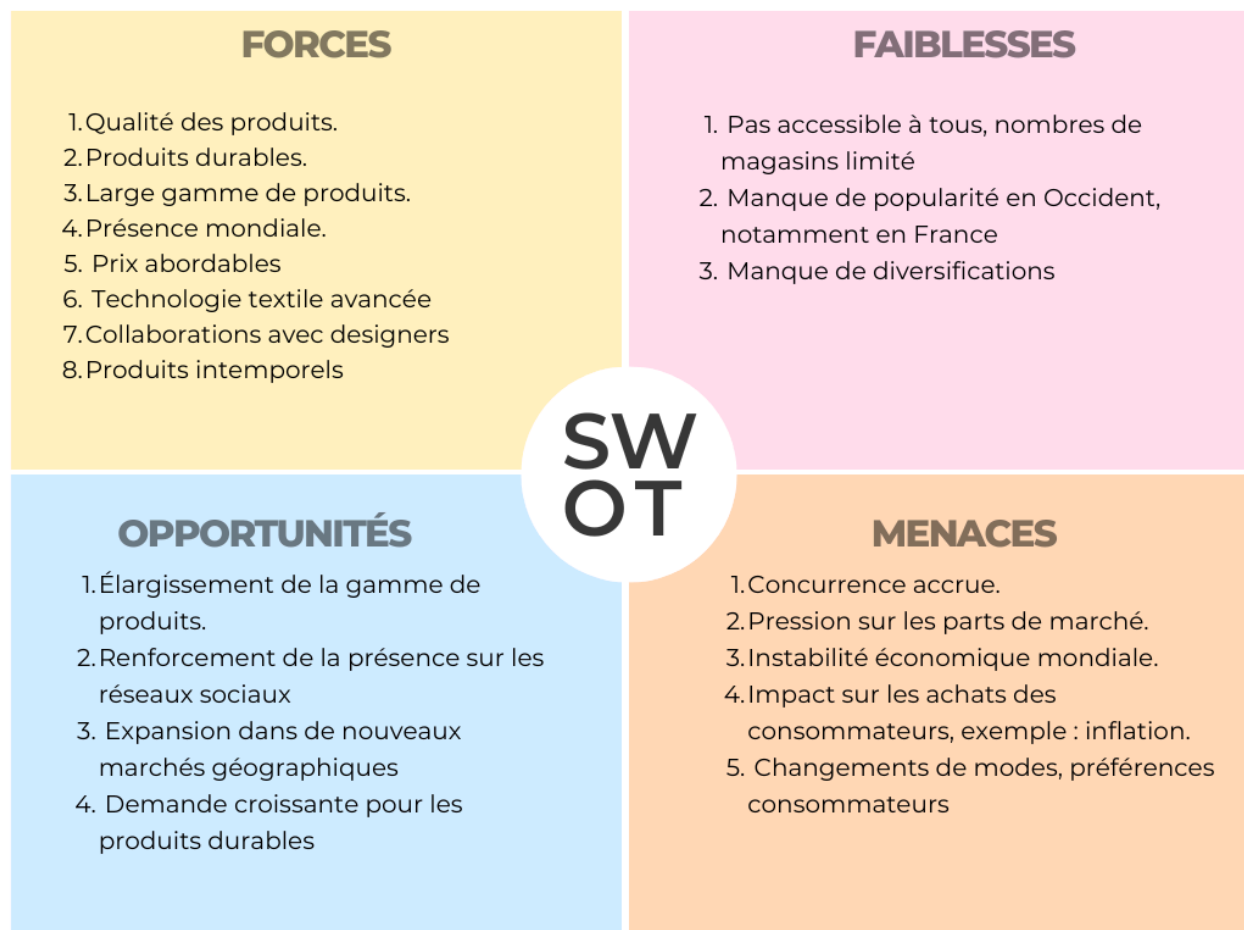 FORCES
1.Qualité des produits.
2.Produits durables.
3.Large gamme de produits.
4.Présence mondiale.
5. Prix abordables
6. Technologie textile avancée
7.Collaborations avec designers
8.Produits intemporels
FAIBLESSES
1. Pas accessible à tous, nombres de
magasins limité
2. Manque de popularité en Occident,
notamment en France
3. Manque de diversifications
SW
OT
OPPORTUNITÉS
1.Élargissement de la gamme de
produits.
2.Renforcement de la présence sur les
réseaux sociaux
3. Expansion dans de nouveaux
marchés géographiques
4. Demande croissante pour les
produits durables
MENACES
1.Concurrence accrue.
2.Pression sur les parts de marché.
3.Instabilité économique mondiale.
4.Impact sur les achats des
consommateurs, exemple : inflation.
5. Changements de modes, préférences
consommateurs